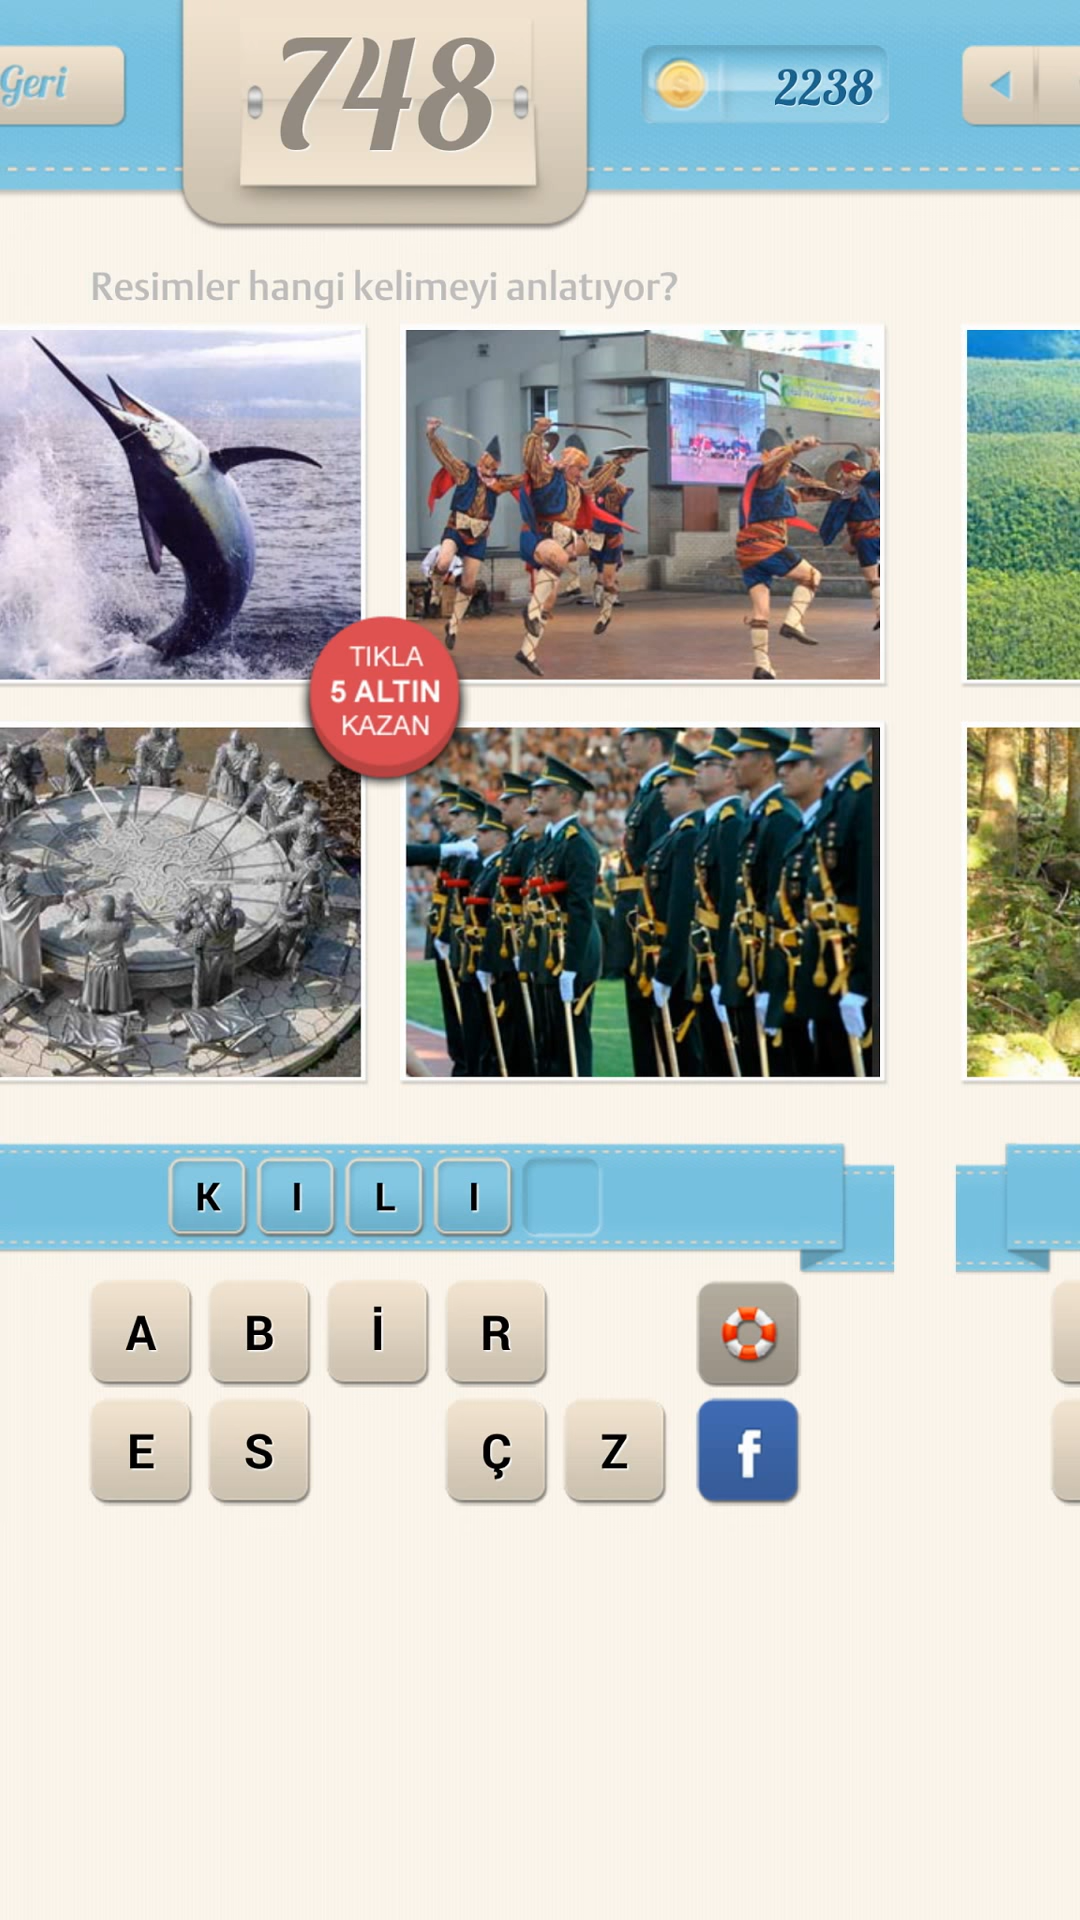 Geri
748
2238
Resimler hangi kelimeyi anlatıyor?
TIKLA
5 ALTIN
KAZAN
K I L I
A B İ R
E S Ç Z f